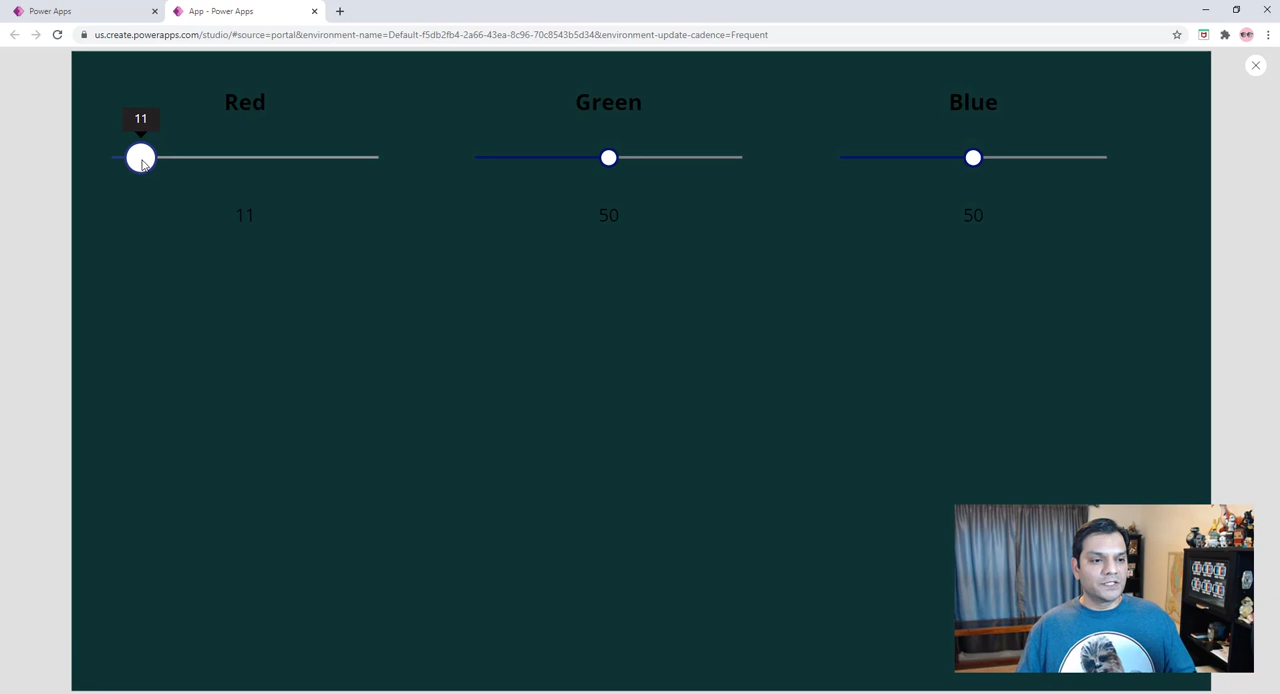 Power Apps
App - Power Apps
us.create.powerapps.com/studio/#source=portal&environment-name=Default-f5db2fb4-2a66-43ea-8c96-70c8543b5d34&environment-update-cadence=Frequent
Red
Green
Blue
11
11
50
50